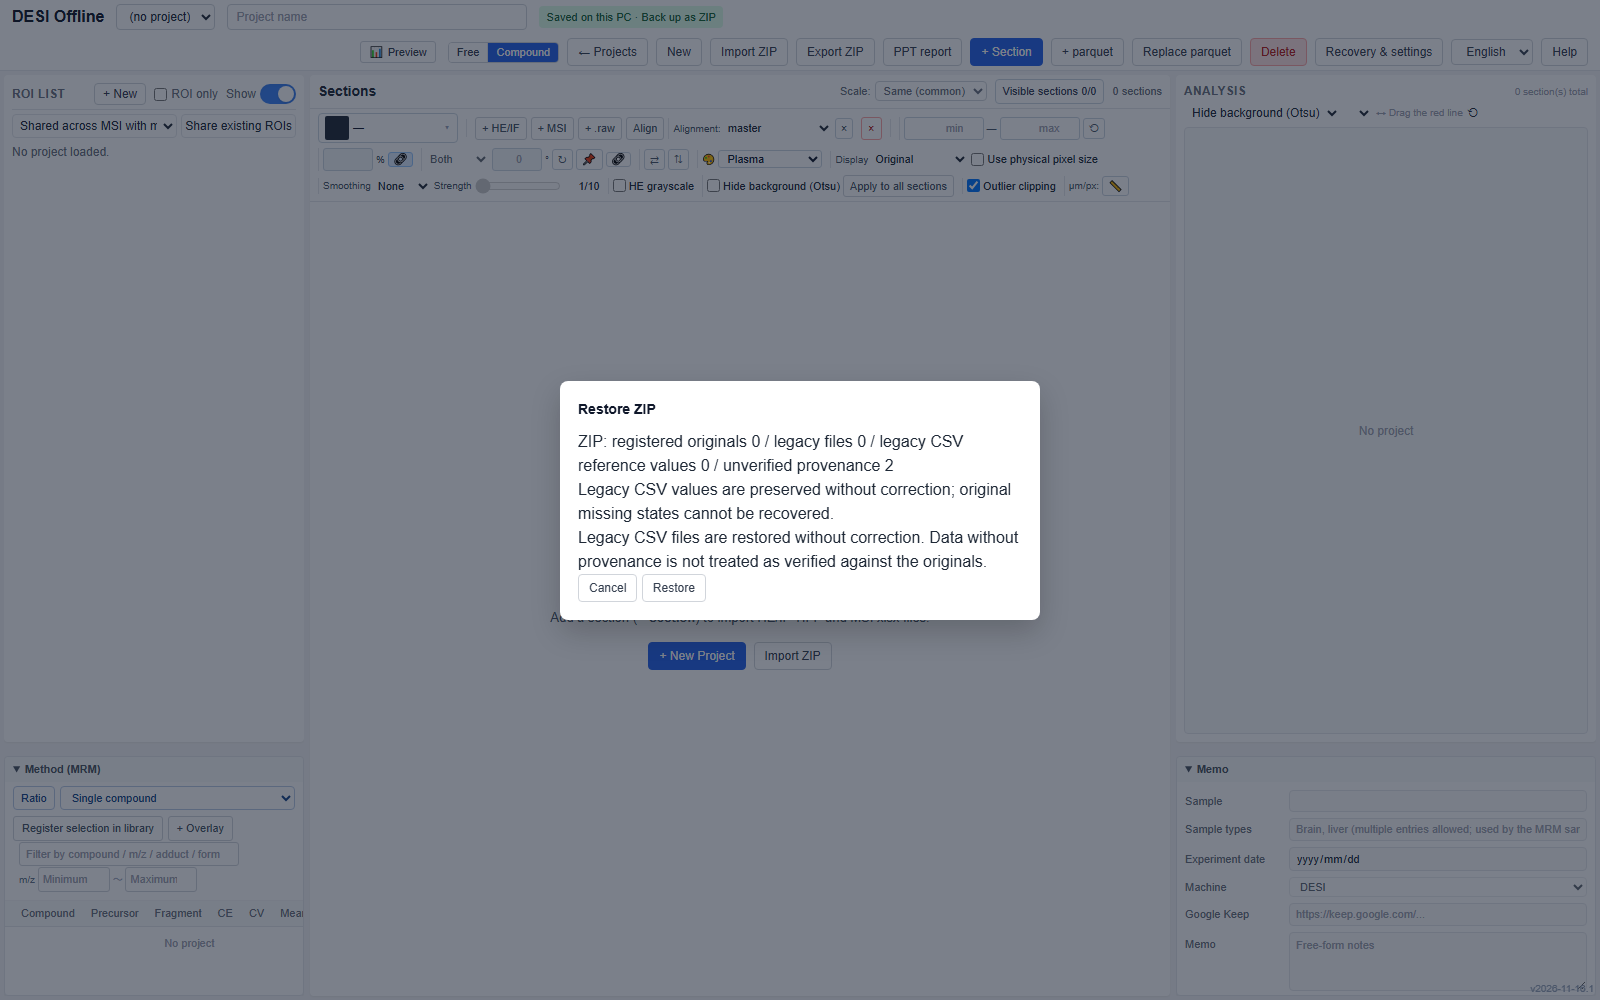 DESI Offline
(no project)
Project name
Saved on this PC · Back up as ZIP
Preview
Free
Compound
← Projects
New
Import ZIP
Export ZIP
PPT report
+ Section
+ parquet
Replace parquet
Delete
Recovery & settings
English
Help
ROI LIST
+ New
ROI only
Show
Shared across MSI with m
Share existing ROIs
No project loaded.
Sections
Scale:
Same (common)
Visible sections 0/0
0 sections
—
+ HE/IF
+ MSI
+ .raw
Align
Alignment:
master
×
×
min
—
max
%
Both
0
°
Plasma
Display
Original
Use physical pixel size
Smoothing
None
Strength
1/10
HE grayscale
Hide background (Otsu)
Apply to all sections
Outlier clipping
µm/px:
ANALYSIS
0 section(s) total
Hide background (Otsu)
↔ Drag the red line
No project
Restore ZIP
ZIP: registered originals 0 / legacy files 0 / legacy CSV
reference values 0 / unverified provenance 2
Legacy CSV values are preserved without correction; original
missing states cannot be recovered.
Legacy CSV files are restored without correction. Data without
provenance is not treated as verified against the originals.
Cancel
Restore
+ New Project
Import ZIP
▼ Method (MRM)
Ratio
Single compound
Register selection in library
+ Overlay
Filter by compound / m/z / adduct / form
m/z
Minimum
～
Maximum
Compound
Precursor
Fragment
CE
CV
Mea
No project
▼ Memo
Sample
Sample types
Brain, liver (multiple entries allowed; used by the MRM sar
Experiment date
yyyy/mm/dd
Machine
DESI
Google Keep
https://keep.google.com/...
Memo
Free-form notes